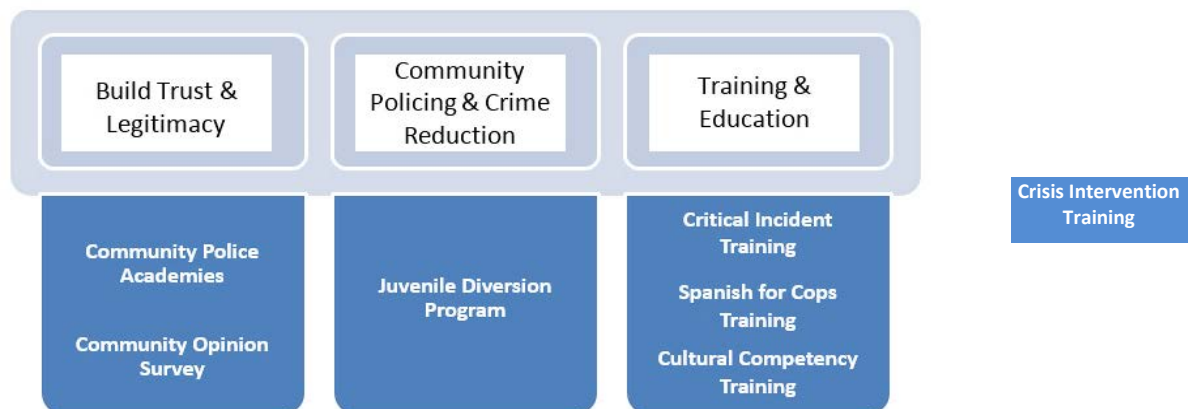 Build Trust &
Legitimacy
Community
Policing & Crime
Reduction
Training &
Education
Community Police
Academies
Community Opinion
Survey
Juvenile Diversion
Program
Critical Incident
Training
Spanish for Cops
Training
Cultural Competency
Training
Crisis Intervention
Training